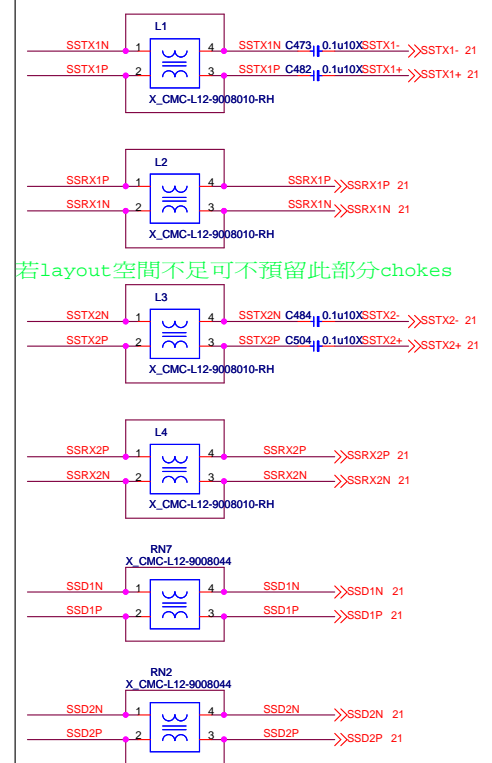 L1
SSTX1N 1 4 SSTX1N C473 0.1u10X SSTX1- SSTX1- 21
SSTX1P 2 3 SSTX1P C482 0.1u10X SSTX1+ SSTX1+ 21
X_CMC-L12-9008010-RH
L2
SSRX1P 1 4 SSRX1P SSRX1P 21
SSRX1N 2 3 SSRX1N SSRX1N 21
X_CMC-L12-9008010-RH
若layout空間不足可不預留此部分chokes
L3
SSTX2N 1 4 SSTX2N C484 0.1u10X SSTX2- SSTX2- 21
SSTX2P 2 3 SSTX2P C504 0.1u10X SSTX2+ SSTX2+ 21
X_CMC-L12-9008010-RH
L4
SSRX2P 1 4 SSRX2P SSRX2P 21
SSRX2N 2 3 SSRX2N SSRX2N 21
X_CMC-L12-9008010-RH
RN7
X_CMC-L12-9008044
SSD1N 1 4 SSD1N SSD1N 21
SSD1P 2 3 SSD1P SSD1P 21
RN2
X_CMC-L12-9008044
SSD2N 1 4 SSD2N SSD2N 21
SSD2P 2 3 SSD2P SSD2P 21